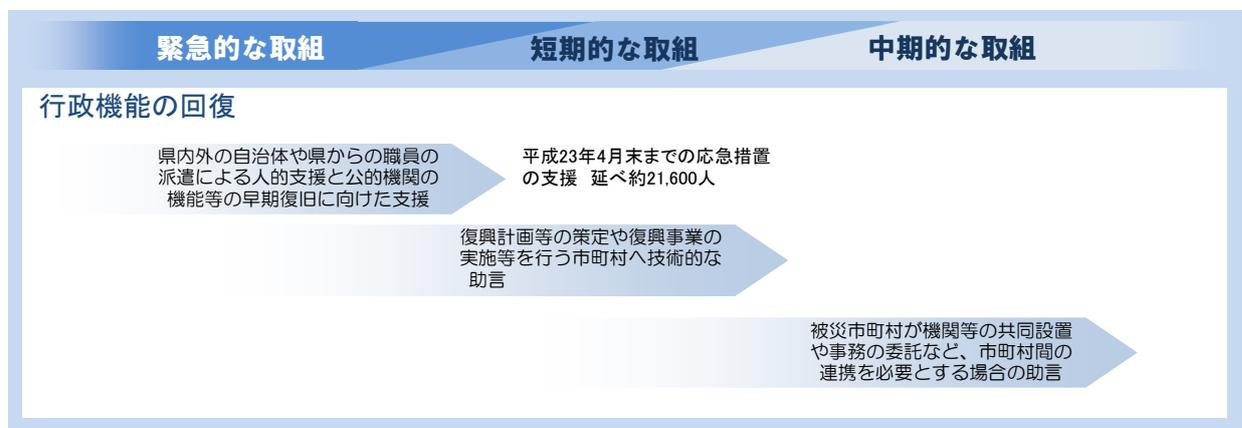 緊急的な取組
短期的な取組
中期的な取組
行政機能の回復
県内外の自治体や県からの職員の
派遣による人的支援と公的機関の
機能等の早期復旧に向けた支援
平成23年4月末までの応急措置
の支援 延べ約21,600人
復興計画等の策定や復興事業の
実施等を行う市町村へ技術的な
助言
被災市町村が機関等の共同設置
や事務の委託など、市町村間の
連携を必要とする場合の助言